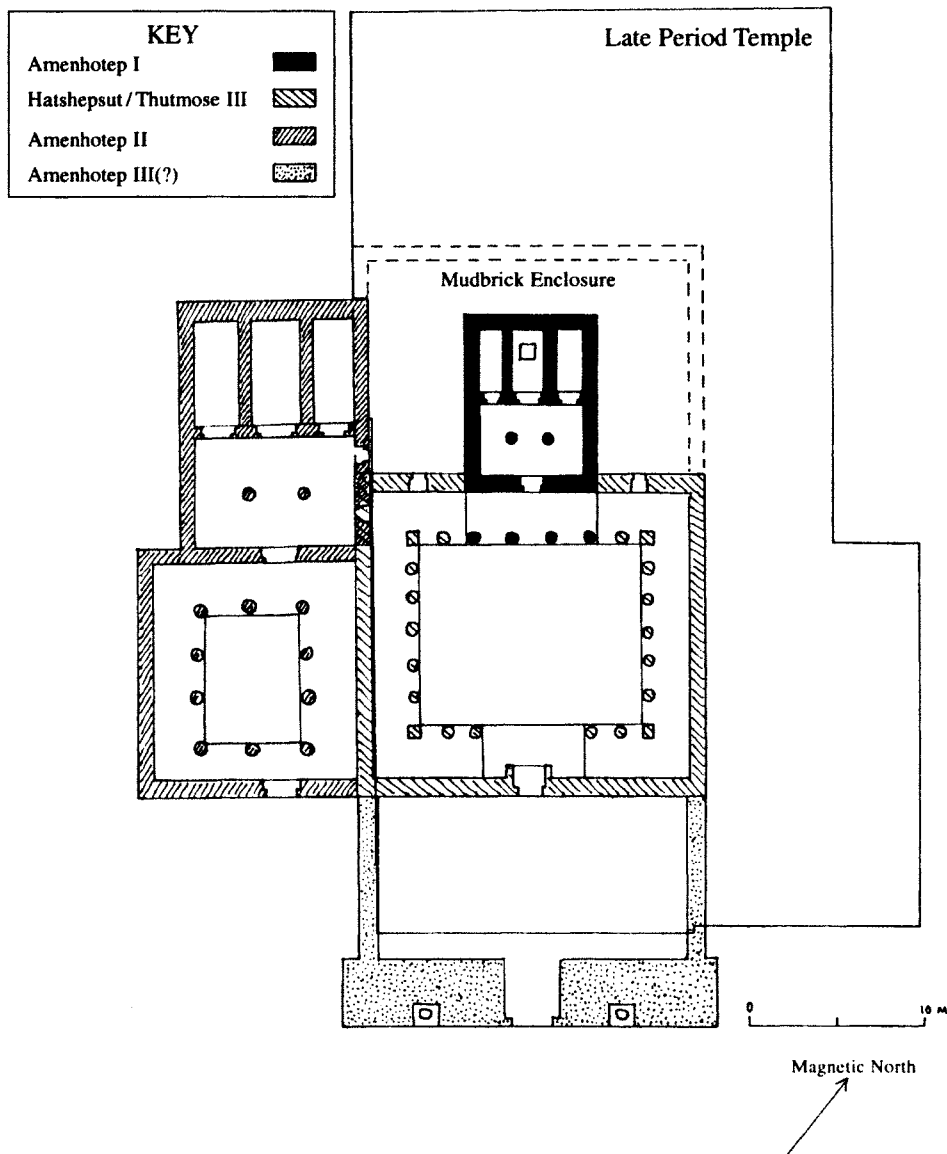 KEY
Amenhotep I
Hatshepsut/Thutmose III
Amenhotep II
Amenhotep III(?)
Late Period Temple
Mudbrick Enclosure
0
10 M
Magnetic North